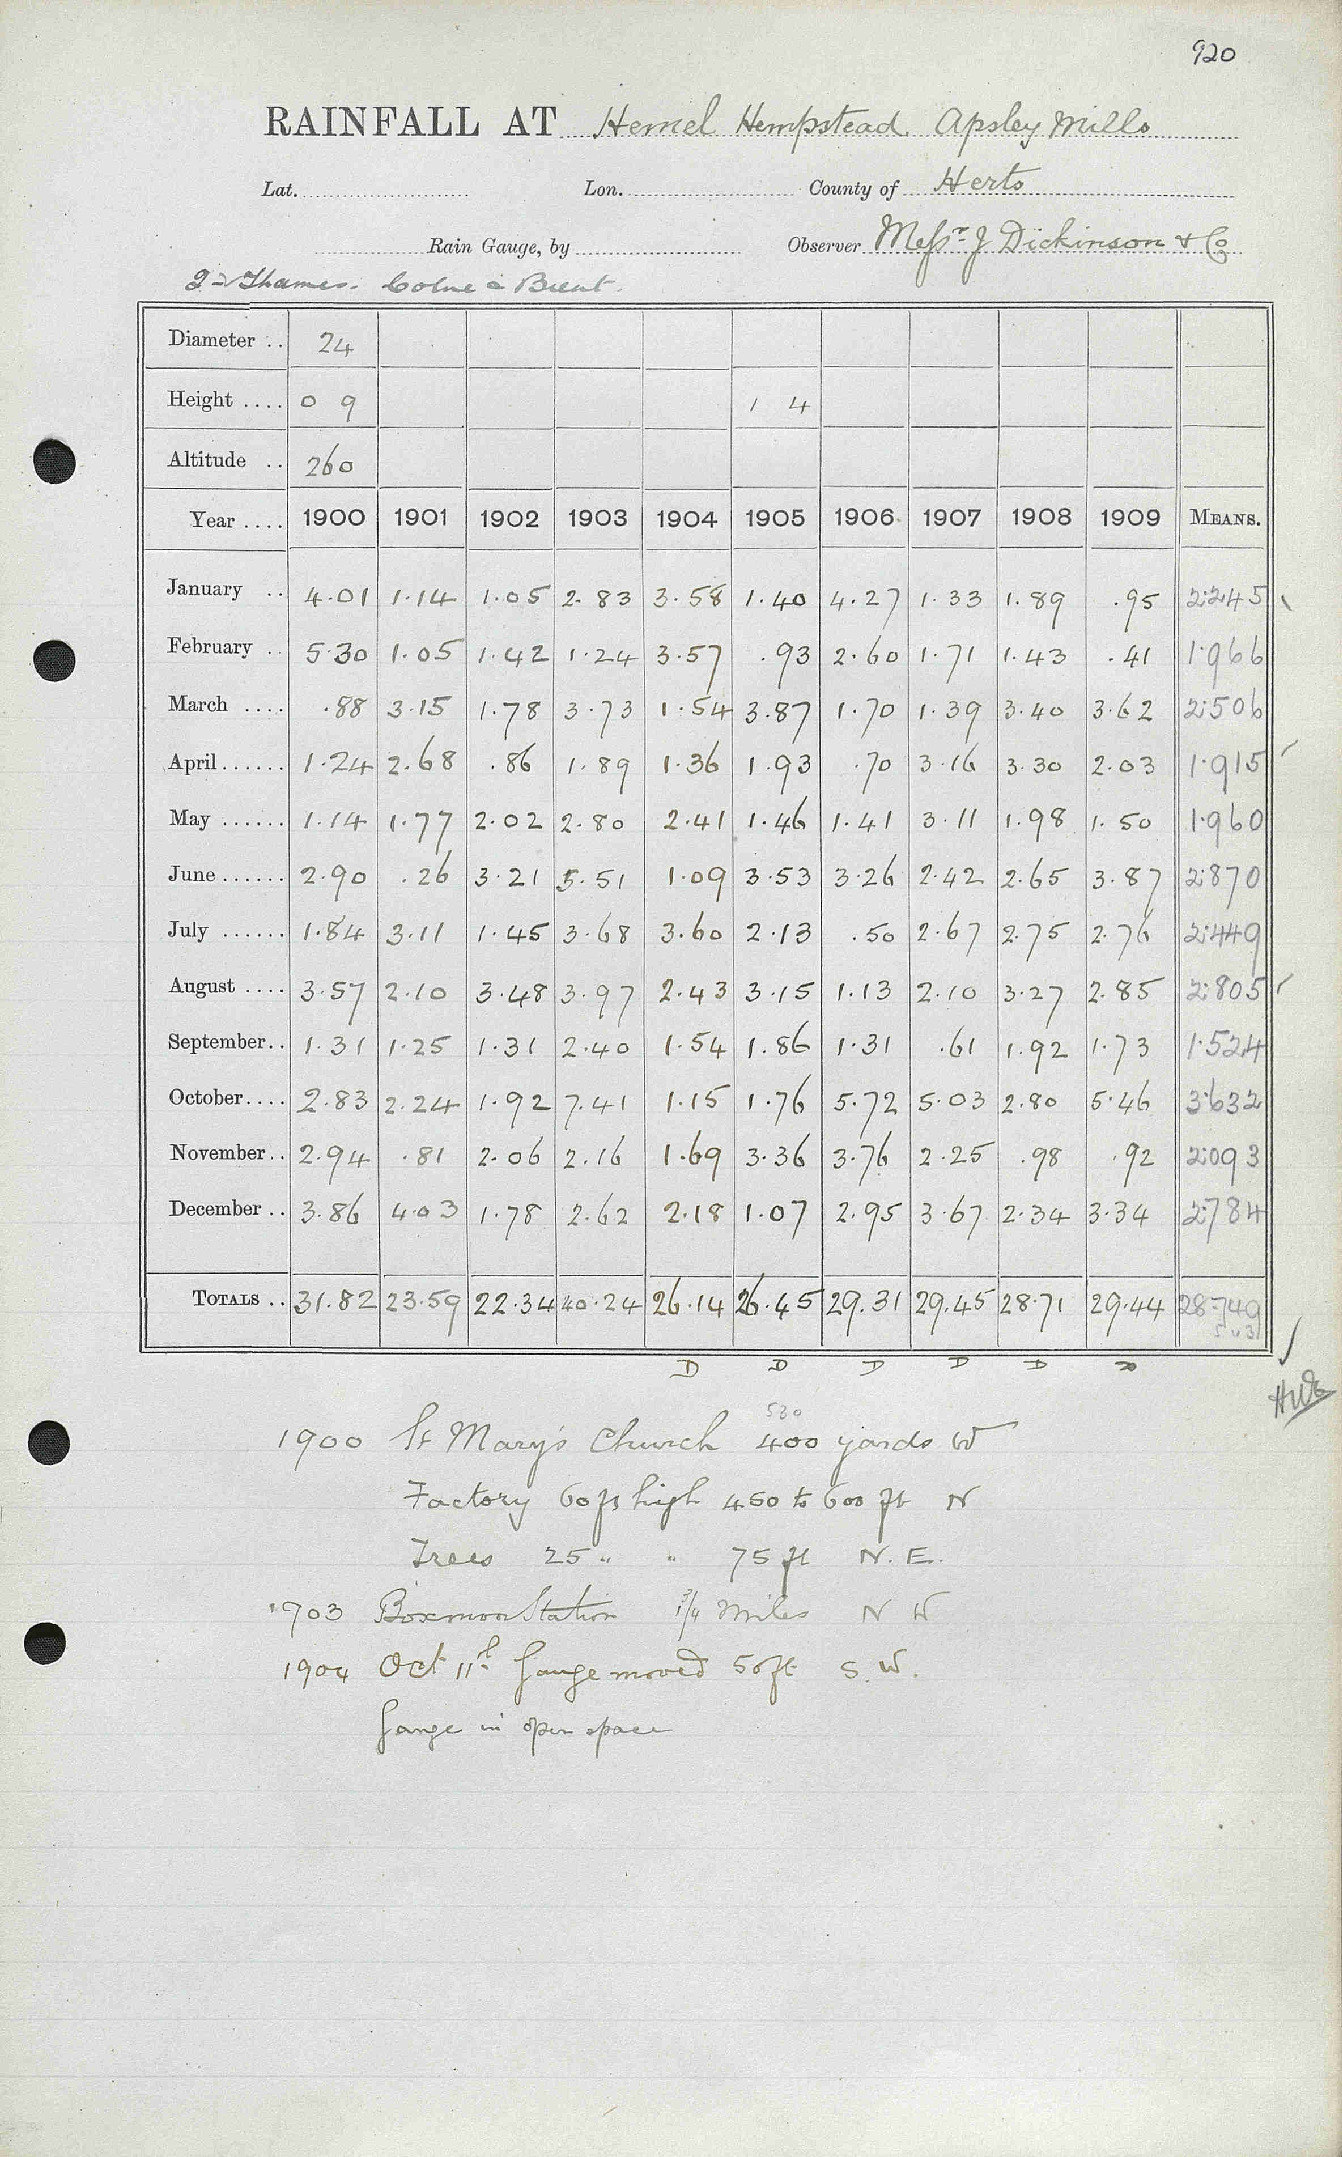 920
RAINFALL AT Hemel Hempstead Apsley Mills
Lat. Lon. County of Herts
Rain Gauge, by Observer Messrs J Dickinson & Co
Thames. Colne & Brent.
Diameter .. 24
Height .... 0 9 1 4
Altitude .. 260
Year .... 1900 1901 1902 1903 1904 1905 1906 1907 1908 1909 MEANS.
January .. 4.01 1.14 1.05 2.83 3.58 1.40 4.27 1.33 1.89 .95 2.245
February .. 5.30 1.05 1.42 1.24 3.57 .93 2.60 1.71 1.43 .41 1.966
March .... .88 3.15 1.78 3.73 1.54 3.87 1.70 1.39 3.40 3.62 2.506
April ...... 1.24 2.68 .86 1.89 1.36 1.93 .70 3.16 3.30 2.03 1.915
May ...... 1.14 1.77 2.02 2.80 2.41 1.46 1.41 3.11 1.98 1.50 1.960
June ...... 2.90 .26 3.21 5.51 1.09 3.53 3.26 2.42 2.65 3.87 2.870
July ...... 1.84 3.11 1.45 3.68 3.60 2.13 .50 2.67 2.75 2.76 2.449
August .... 3.57 2.10 3.48 3.97 2.43 3.15 1.13 2.10 3.27 2.85 2.805
September.. 1.31 1.25 1.31 2.40 1.54 1.86 1.31 .61 1.92 1.73 1.524
October.... 2.83 2.24 1.92 7.41 1.15 1.76 5.72 5.03 2.80 5.46 3.632
November.. 2.94 .81 2.06 2.16 1.69 3.36 3.76 2.25 .98 .92 2.093
December .. 3.86 4.03 1.78 2.62 2.18 1.07 2.95 3.67 2.34 3.34 2.784
TOTALS .. 31.82 23.59 22.34 40.24 26.14 26.45 29.31 29.45 28.71 29.44 28.749
D D D D D D
530
1900 St Mary's Church 400 yards W
Factory 60 ft high 450 to 600 ft N
Trees 25 " " 75 ft N.E.
1903 Boxmoor Station 3/4 Miles N W
1904 Oct 11th Gauge moved 50ft S.W.
Gauge in open space